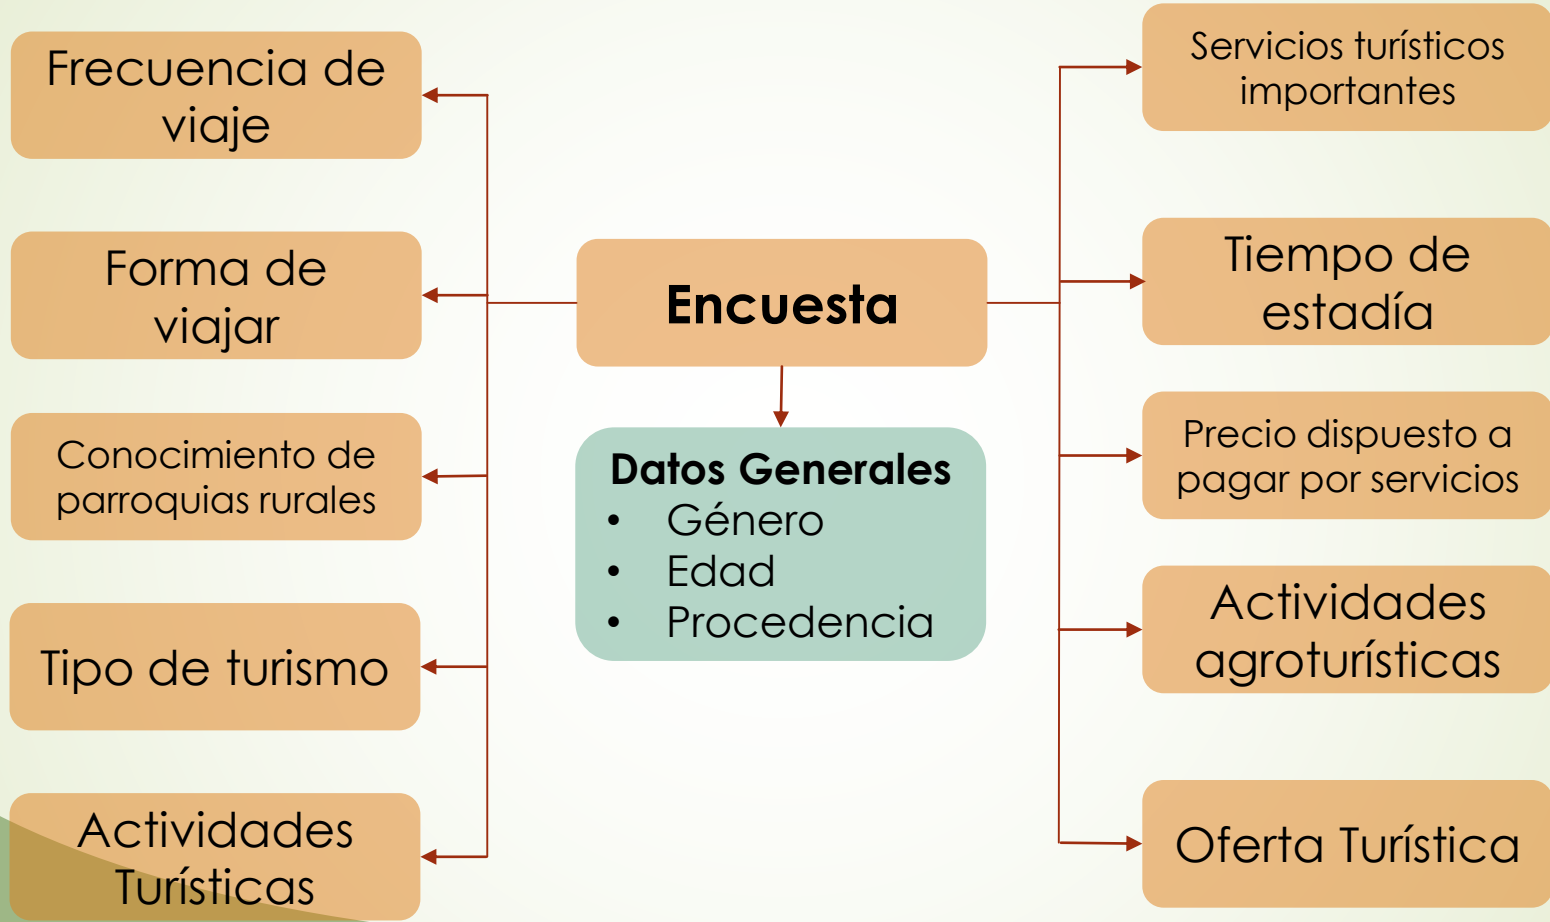 Frecuencia de
viaje
Forma de
viajar
Conocimiento de
parroquias rurales
Tipo de turismo
Actividades
Turísticas
Encuesta
Datos Generales
• Género
• Edad
• Procedencia
Servicios turísticos
importantes
Tiempo de
estadía
Precio dispuesto a
pagar por servicios
Actividades
agroturísticas
Oferta Turística